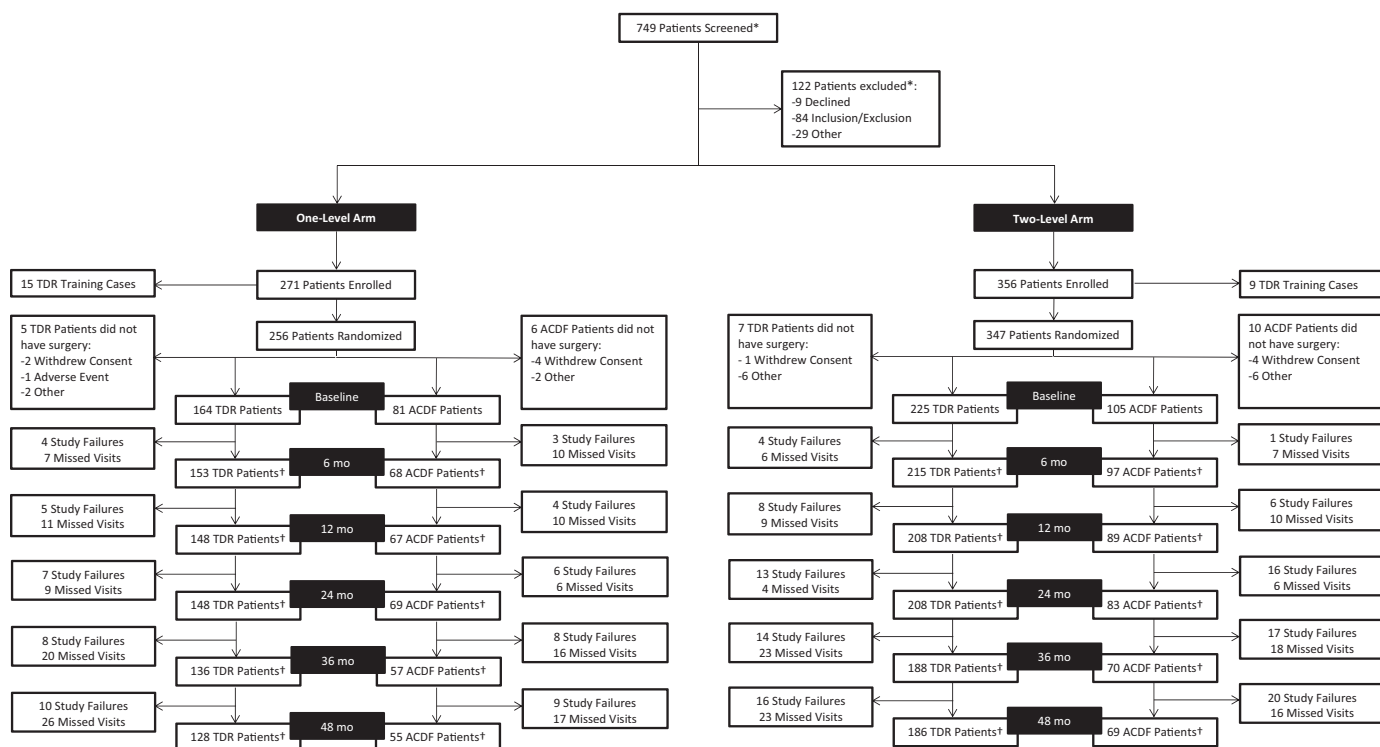 749 Patients Screened*
122 Patients excluded*:
-9 Declined
-84 Inclusion/Exclusion
-29 Other
One-Level Arm
15 TDR Training Cases
271 Patients Enrolled
256 Patients Randomized
5 TDR Patients did not
have surgery:
-2 Withdrew Consent
-1 Adverse Event
-2 Other
6 ACDF Patients did not
have surgery:
-4 Withdrew Consent
-2 Other
Baseline
164 TDR Patients
81 ACDF Patients
4 Study Failures
7 Missed Visits
3 Study Failures
10 Missed Visits
6 mo
153 TDR Patients†
68 ACDF Patients†
5 Study Failures
11 Missed Visits
4 Study Failures
10 Missed Visits
12 mo
148 TDR Patients†
67 ACDF Patients†
7 Study Failures
9 Missed Visits
6 Study Failures
6 Missed Visits
24 mo
148 TDR Patients†
69 ACDF Patients†
8 Study Failures
20 Missed Visits
8 Study Failures
16 Missed Visits
36 mo
136 TDR Patients†
57 ACDF Patients†
10 Study Failures
26 Missed Visits
9 Study Failures
17 Missed Visits
48 mo
128 TDR Patients†
55 ACDF Patients†
Two-Level Arm
356 Patients Enrolled
9 TDR Training Cases
347 Patients Randomized
7 TDR Patients did not
have surgery:
- 1 Withdrew Consent
-6 Other
10 ACDF Patients did
not have surgery:
-4 Withdrew Consent
-6 Other
Baseline
225 TDR Patients
105 ACDF Patients
4 Study Failures
6 Missed Visits
1 Study Failures
7 Missed Visits
6 mo
215 TDR Patients†
97 ACDF Patients†
8 Study Failures
9 Missed Visits
6 Study Failures
10 Missed Visits
12 mo
208 TDR Patients†
89 ACDF Patients†
13 Study Failures
4 Missed Visits
16 Study Failures
6 Missed Visits
24 mo
208 TDR Patients†
83 ACDF Patients†
14 Study Failures
23 Missed Visits
17 Study Failures
18 Missed Visits
36 mo
188 TDR Patients†
70 ACDF Patients†
16 Study Failures
23 Missed Visits
20 Study Failures
16 Missed Visits
48 mo
186 TDR Patients†
69 ACDF Patients†